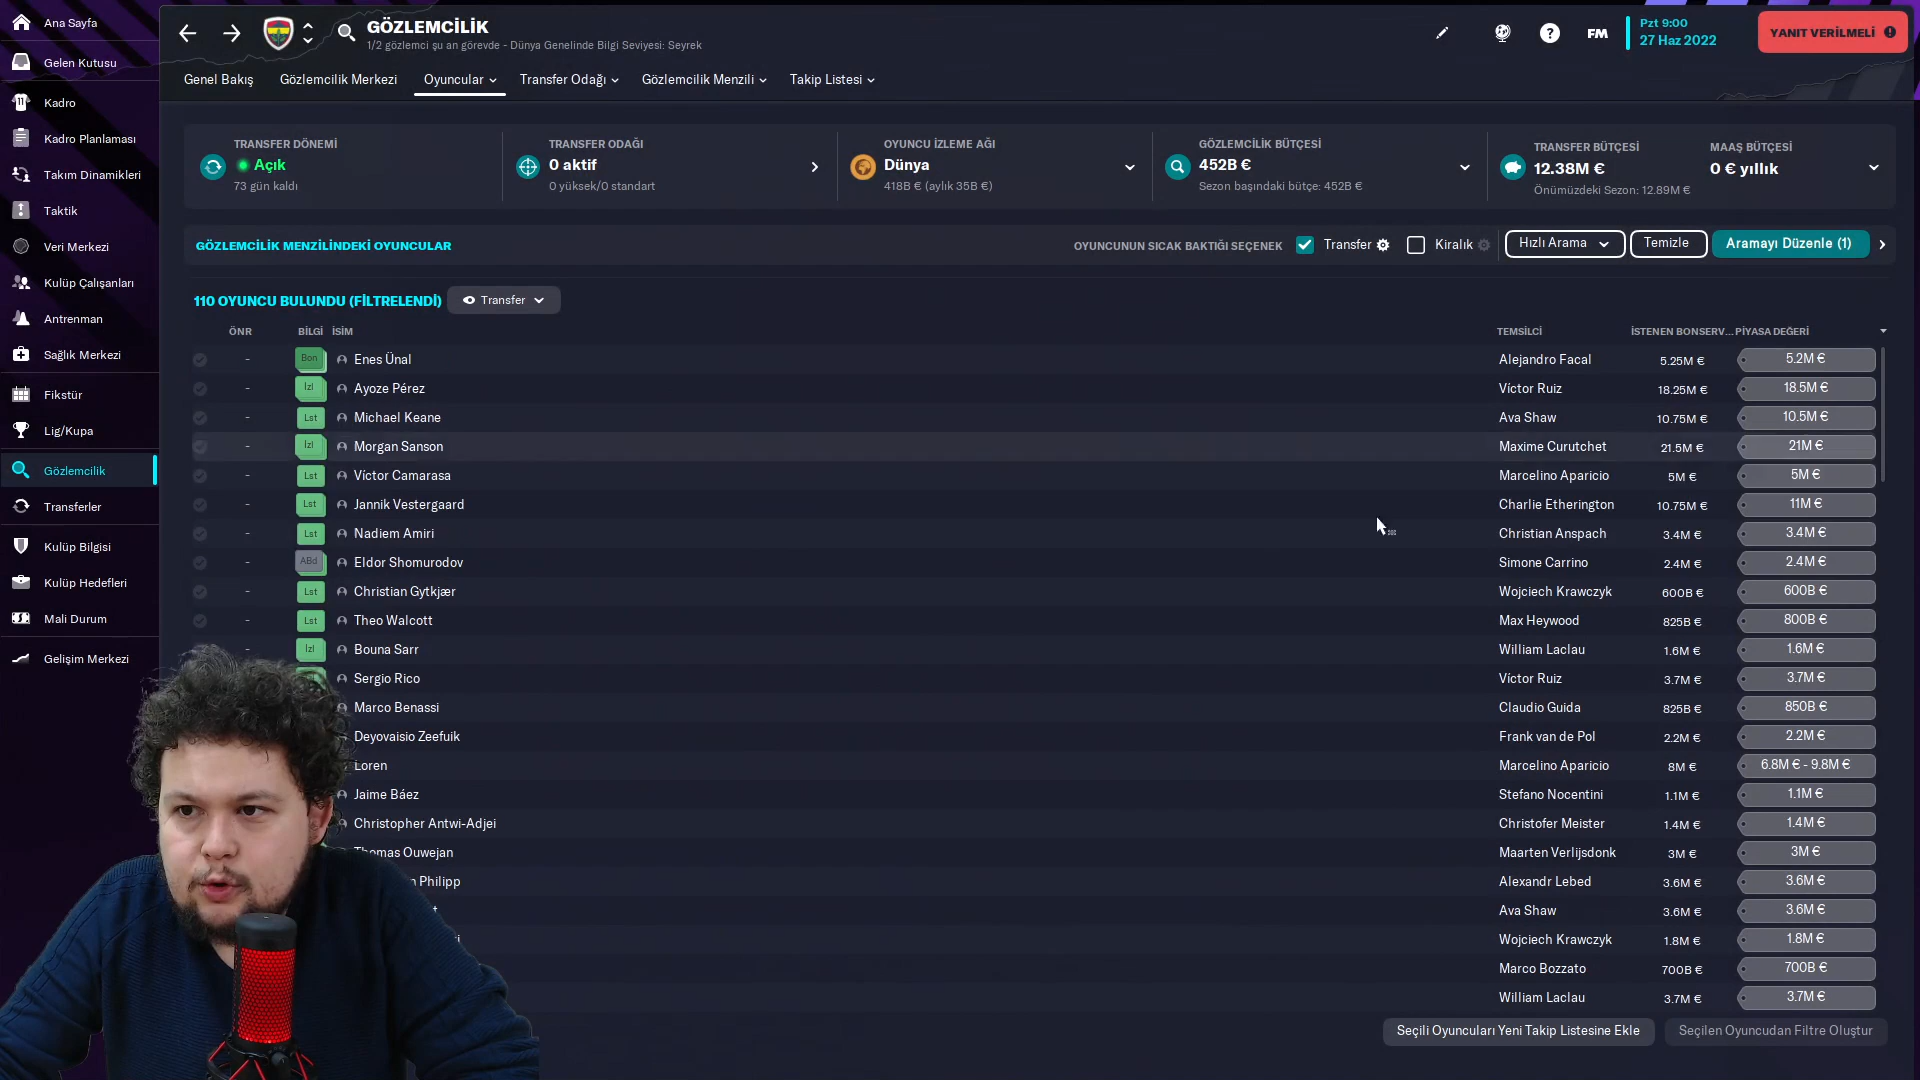 Ana Sayfa
Gelen Kutusu
Kadro
Kadro Planlaması
Takım Dinamikleri
Taktik
Veri Merkezi
Kulüp Çalışanları
Antrenman
Sağlık Merkezi
Fikstür
Lig/Kupa
Gözlemcilik
Transferler
Kulüp Bilgisi
Kulüp Hedefleri
Mali Durum
Gelişim Merkezi
GÖZLEMCİLİK
1/2 gözlemci şu an görevde - Dünya Genelinde Bilgi Seviyesi: Seyrek
FM
Pzt 9:00
27 Haz 2022
YANIT VERİLMELİ
Genel Bakış Gözlemcilik Merkezi Oyuncular Transfer Odağı Gözlemcilik Menzili Takip Listesi
TRANSFER DÖNEMİ
Açık
73 gün kaldı
TRANSFER ODAĞI
0 aktif
0 yüksek/0 standart
OYUNCU İZLEME AĞI
Dünya
418B € (aylık 35B €)
GÖZLEMCİLİK BÜTÇESİ
452B €
Sezon başındaki bütçe: 452B €
TRANSFER BÜTÇESİ
12.38M €
Önümüzdeki Sezon: 12.89M €
MAAŞ BÜTÇESİ
0 € yıllık
GÖZLEMCİLİK MENZİLİNDEKİ OYUNCULAR
OYUNCUNUN SICAK BAKTIĞI SEÇENEK Transfer Kiralık Hızlı Arama Temizle Aramayı Düzenle (1)
110 OYUNCU BULUNDU (FİLTRELENDİ) Transfer
ÖNR BİLGİ İSİM TEMSİLCİ İSTENEN BONSERV... PİYASA DEĞERİ
- Bon Enes Ünal Alejandro Facal 5.25M € 5.2M €
- İzl Ayoze Pérez Víctor Ruiz 18.25M € 18.5M €
- Lst Michael Keane Ava Shaw 10.75M € 10.5M €
- İzl Morgan Sanson Maxime Curutchet 21.5M € 21M €
- Lst Víctor Camarasa Marcelino Aparicio 5M € 5M €
- Lst Jannik Vestergaard Charlie Etherington 10.75M € 11M €
- Lst Nadiem Amiri Christian Anspach 3.4M € 3.4M €
- ABd Eldor Shomurodov Simone Carrino 2.4M € 2.4M €
- Lst Christian Gytkjær Wojciech Krawczyk 600B € 600B €
- Lst Theo Walcott Max Heywood 825B € 800B €
- İzl Bouna Sarr William Laclau 1.6M € 1.6M €
Sergio Rico Víctor Ruiz 3.7M € 3.7M €
Marco Benassi Claudio Guida 825B € 850B €
Deyovaisio Zeefuik Frank van de Pol 2.2M € 2.2M €
Loren Marcelino Aparicio 8M € 6.8M € - 9.8M €
Jaime Báez Stefano Nocentini 1.1M € 1.1M €
Christopher Antwi-Adjei Christofer Meister 1.4M € 1.4M €
Thomas Ouwejan Maarten Verlijsdonk 3M € 3M €
Philipp Alexandr Lebed 3.6M € 3.6M €
Ava Shaw 3.6M € 3.6M €
Wojciech Krawczyk 1.8M € 1.8M €
Marco Bozzato 700B € 700B €
William Laclau 3.7M € 3.7M €
Seçili Oyuncuları Yeni Takip Listesine Ekle Seçilen Oyuncudan Filtre Oluştur